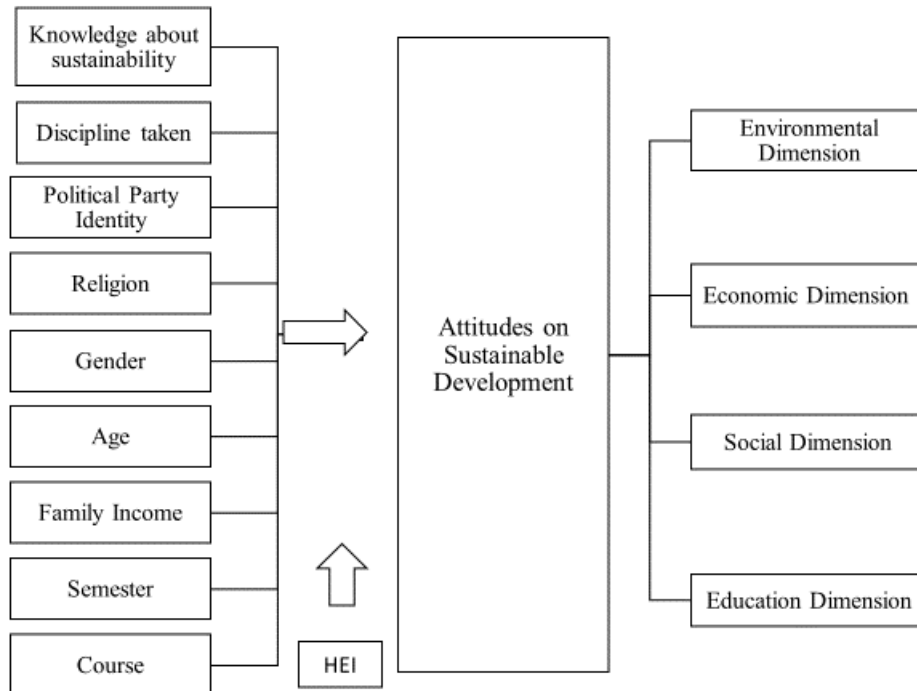 Knowledge about
sustainability
Discipline taken
Political Party
Identity
Religion
Gender
Age
Family Income
Semester
Course
HEI
Attitudes on
Sustainable
Development
Environmental
Dimension
Economic Dimension
Social Dimension
Education Dimension